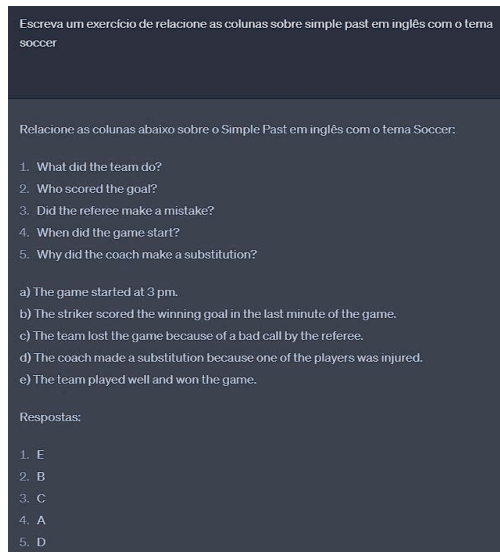 Escreva um exercício de relacione as colunas sobre simple past em inglês com o tema
soccer
Relacione as colunas abaixo sobre o Simple Past em inglês com o tema Soccer:
1. What did the team do?
2. Who scored the goal?
3. Did the referee make a mistake?
4. When did the game start?
5. Why did the coach make a substitution?
a) The game started at 3 pm.
b) The striker scored the winning goal in the last minute of the game.
c) The team lost the game because of a bad call by the referee.
d) The coach made a substitution because one of the players was injured.
e) The team played well and won the game.
Respostas:
1. E
2. B
3. C
4. A
5. D